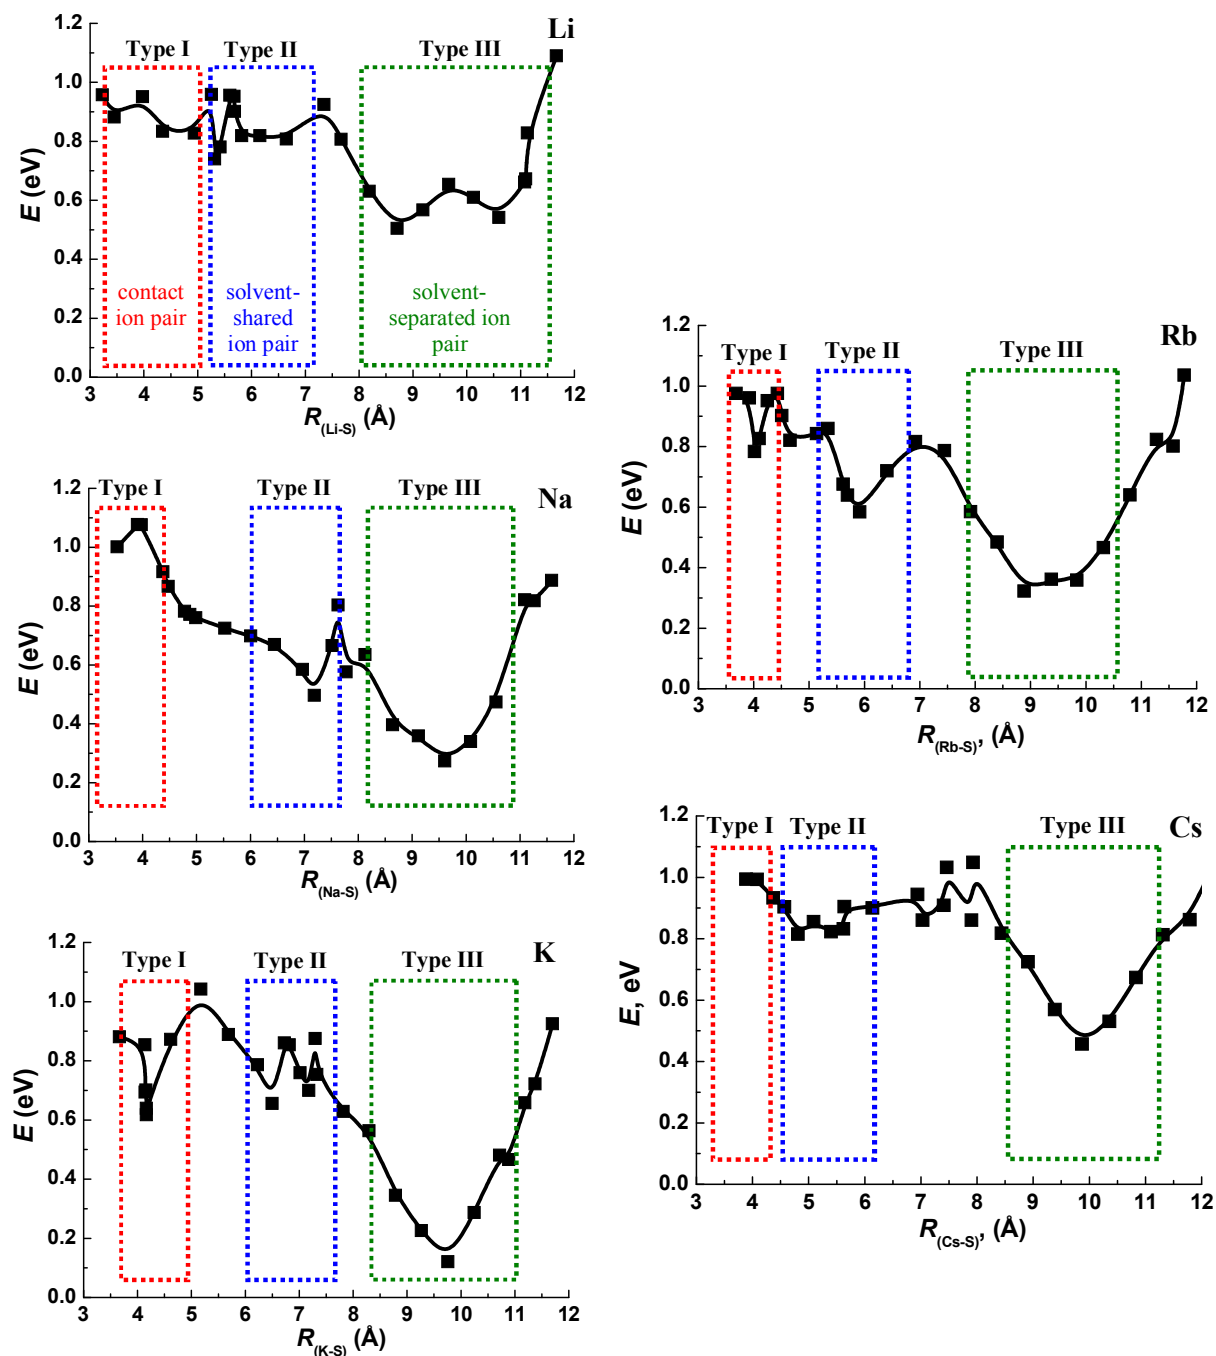 Li
Type I Type II Type III
1.2
1.0
0.8
0.6
0.4
0.2
0.0
E (eV)
contact
ion pair
solvent-
shared
ion pair
solvent-
separated ion
pair
3 4 5 6 7 8 9 10 11 12
R(Li-S) (Å)
Na
Type I Type II Type III
1.2
1.0
0.8
0.6
0.4
0.2
0.0
E (eV)
3 4 5 6 7 8 9 10 11 12
R(Na-S) (Å)
K
Type I Type II Type III
1.2
1.0
0.8
0.6
0.4
0.2
0.0
E (eV)
3 4 5 6 7 8 9 10 11 12
R(K-S) (Å)
Rb
Type I Type II Type III
1.2
1.0
0.8
0.6
0.4
0.2
0.0
E (eV)
3 4 5 6 7 8 9 10 11 12
R(Rb-S), (Å)
Cs
Type I Type II Type III
1.2
1.0
0.8
0.6
0.4
0.2
0.0
E, eV
3 4 5 6 7 8 9 10 11 12
R(Cs-S), (Å)